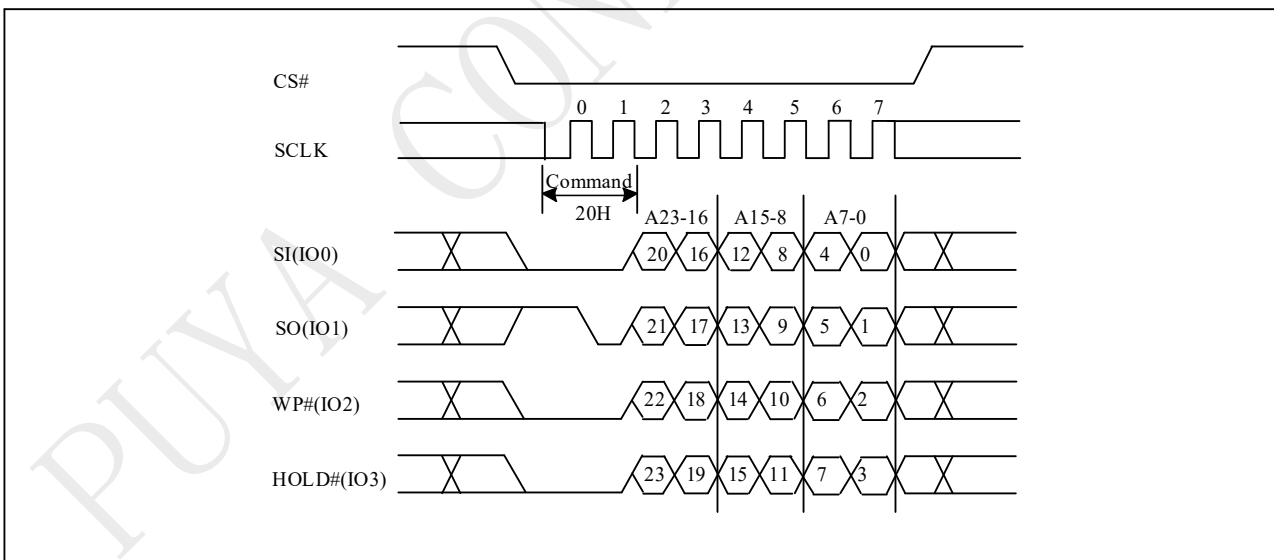 PUYA CON
CS#
0 1 2 3 4 5 6 7
SCLK
Command
20H
A23-16 A15-8 A7-0
SI(IO0) 20 16 12 8 4 0
SO(IO1) 21 17 13 9 5 1
WP#(IO2) 22 18 14 10 6 2
HOLD#(IO3) 23 19 15 11 7 3